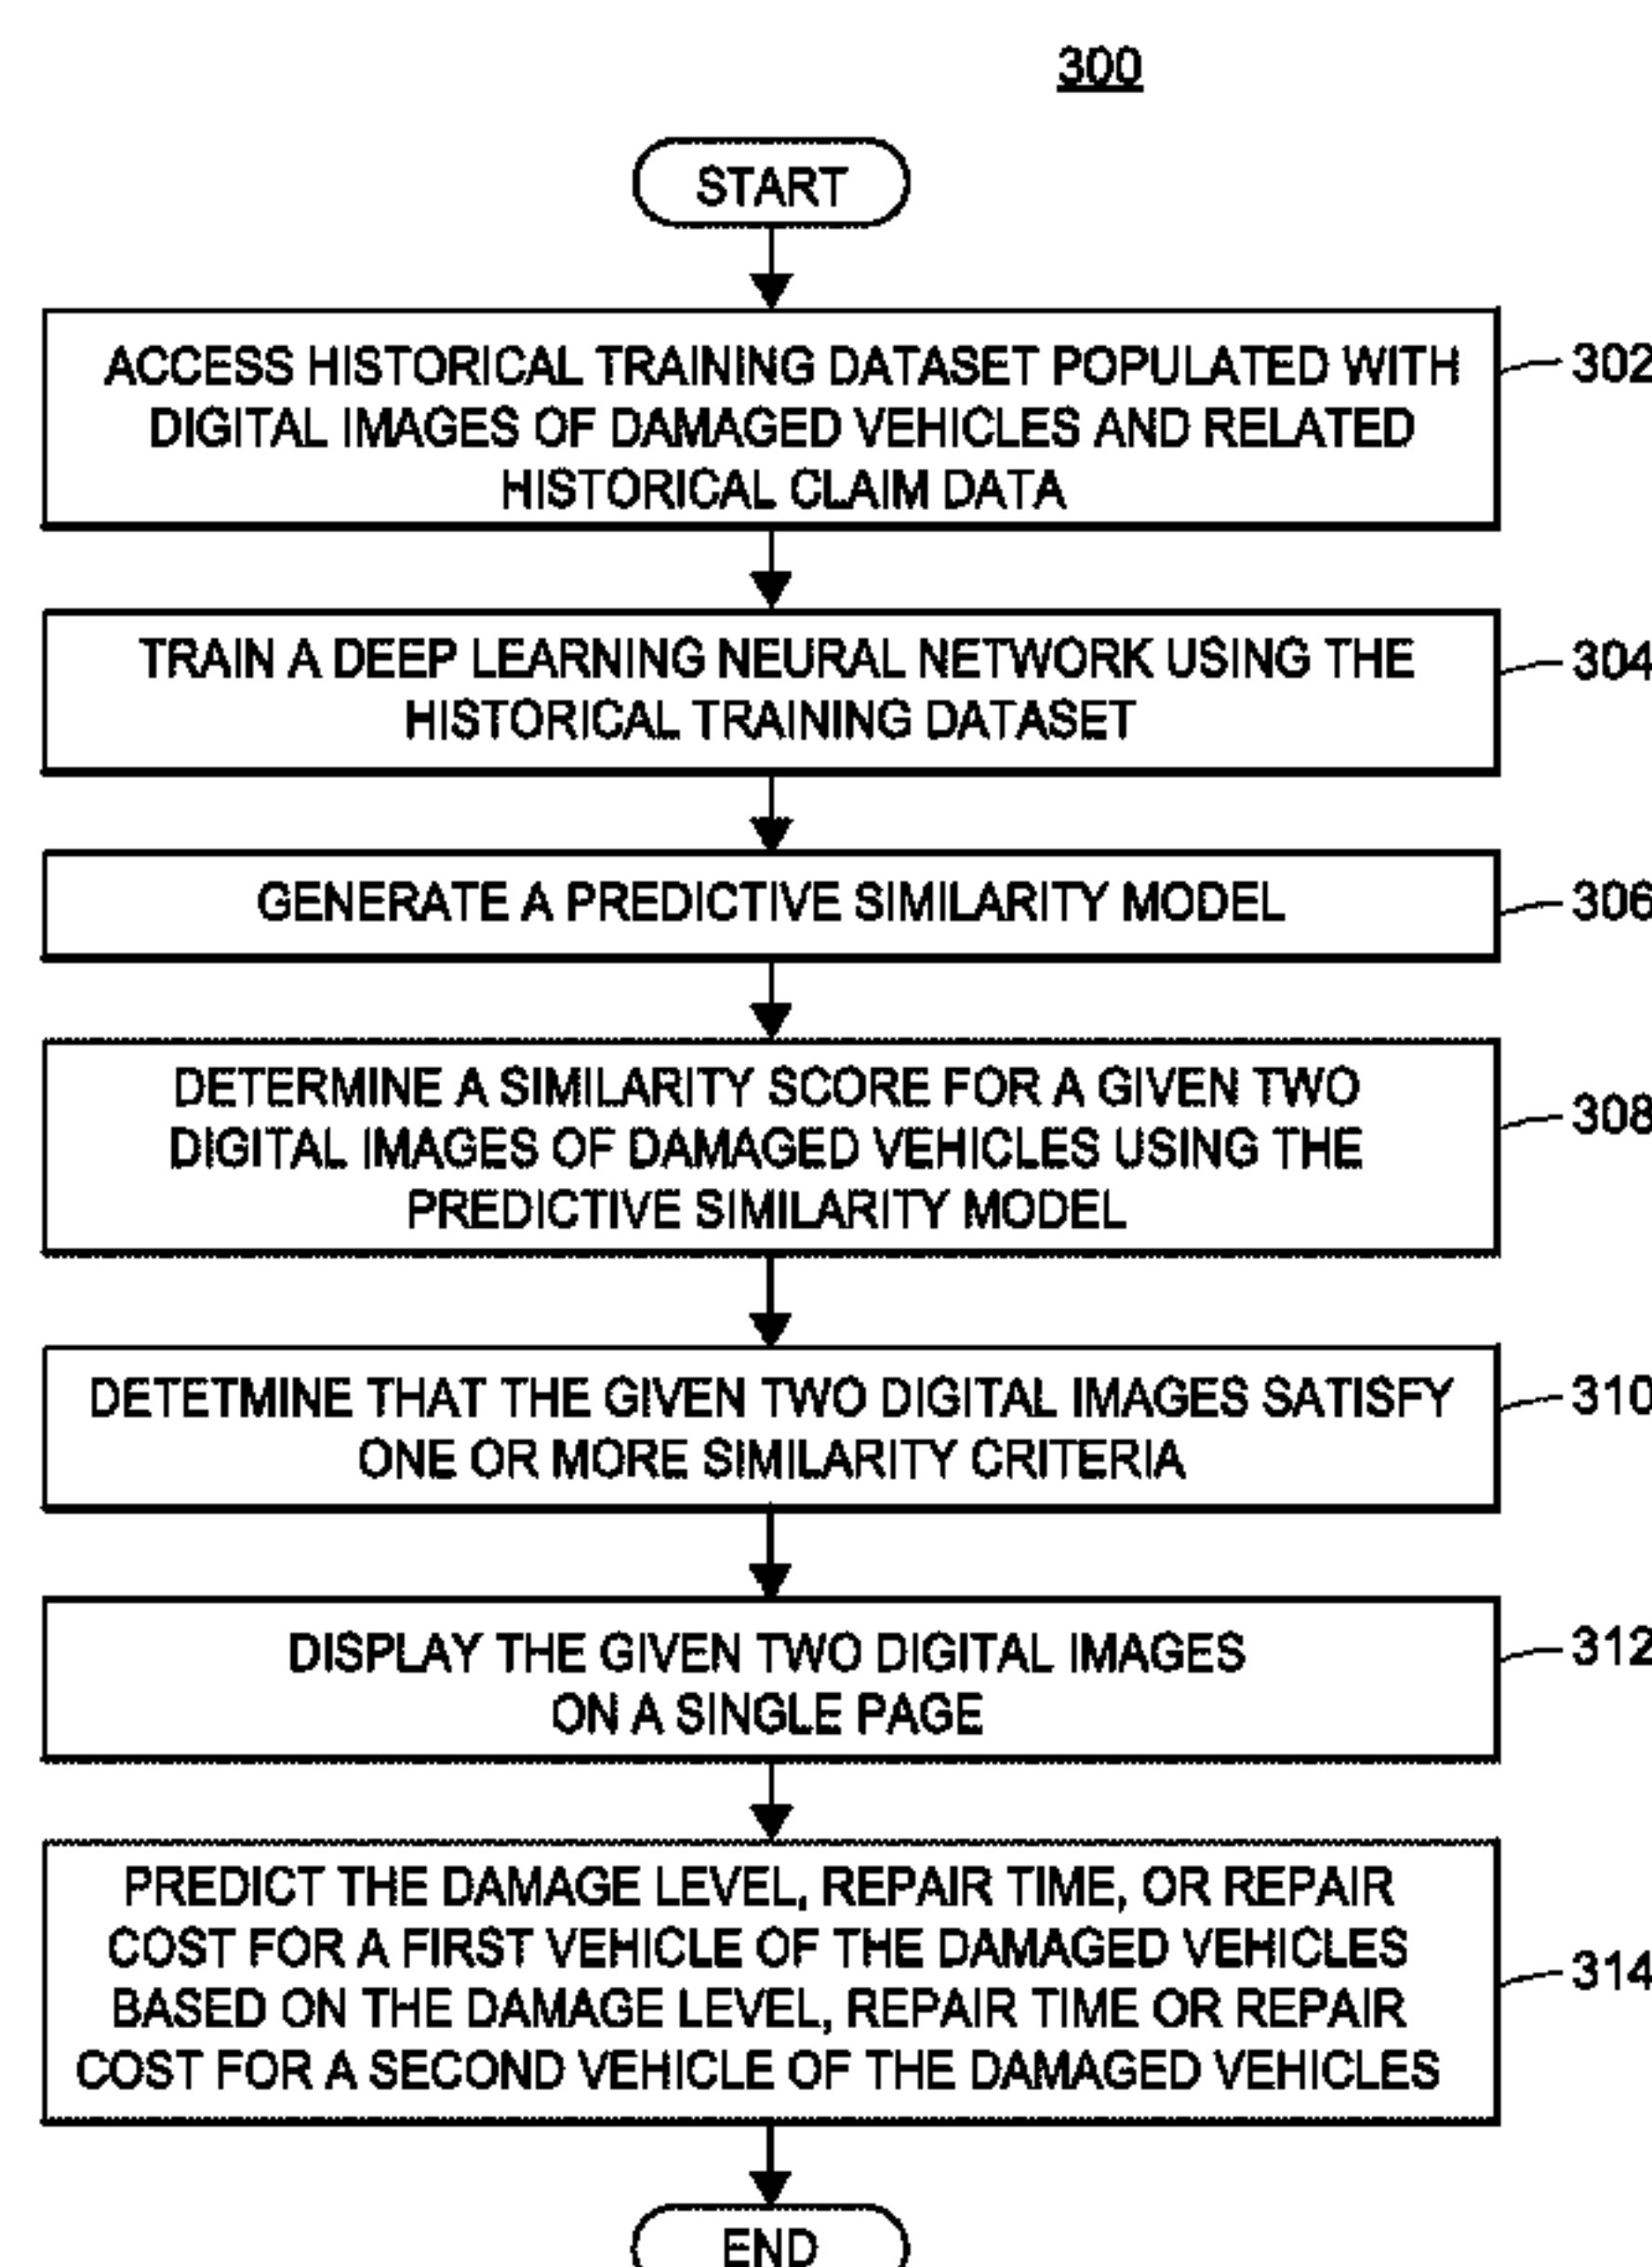 300
START
ACCESS HISTORICAL TRAINING DATASET POPULATED WITH
DIGITAL IMAGES OF DAMAGED VEHICLES AND RELATED
HISTORICAL CLAIM DATA
302
TRAIN A DEEP LEARNING NEURAL NETWORK USING THE
HISTORICAL TRAINING DATASET
304
GENERATE A PREDICTIVE SIMILARITY MODEL
306
DETERMINE A SIMILARITY SCORE FOR A GIVEN TWO
DIGITAL IMAGES OF DAMAGED VEHICLES USING THE
PREDICTIVE SIMILARITY MODEL
308
DETETMINE THAT THE GIVEN TWO DIGITAL IMAGES SATISFY
ONE OR MORE SIMILARITY CRITERIA
310
DISPLAY THE GIVEN TWO DIGITAL IMAGES
ON A SINGLE PAGE
312
PREDICT THE DAMAGE LEVEL, REPAIR TIME, OR REPAIR
COST FOR A FIRST VEHICLE OF THE DAMAGED VEHICLES
BASED ON THE DAMAGE LEVEL, REPAIR TIME OR REPAIR
COST FOR A SECOND VEHICLE OF THE DAMAGED VEHICLES
314
END